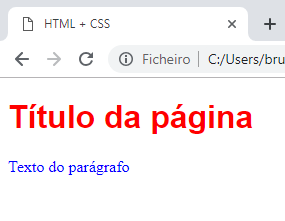 HTML + CSS
Ficheiro C:/Users/bru
Título da página
Texto do parágrafo